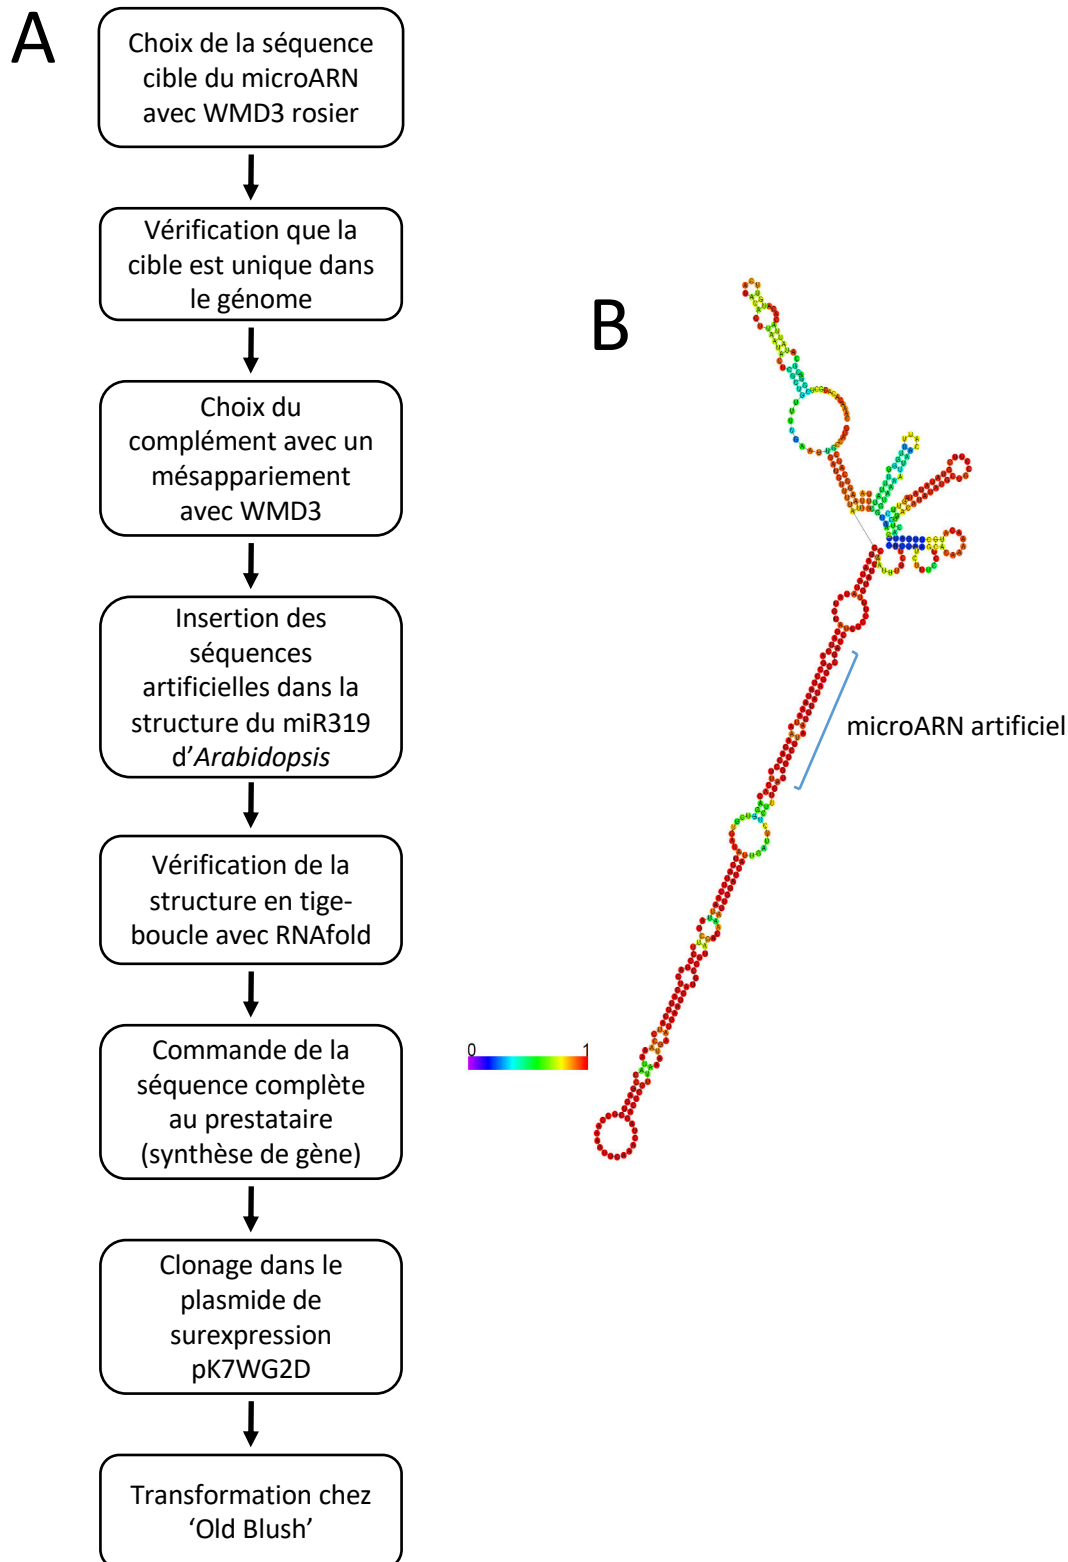 A
Choix de la séquence
cible du microARN
avec WMD3 rosier
Vérification que la
cible est unique dans
le génome
Choix du
complément avec un
mésappariement
avec WMD3
Insertion des
séquences
artificielles dans la
structure du miR319
d'Arabidopsis
Vérification de la
structure en tige-
boucle avec RNAfold
Commande de la
séquence complète
au prestataire
(synthèse de gène)
Clonage dans le
plasmide de
surexpression
pK7WG2D
Transformation chez
'Old Blush'
B
microARN artificiel
0 1